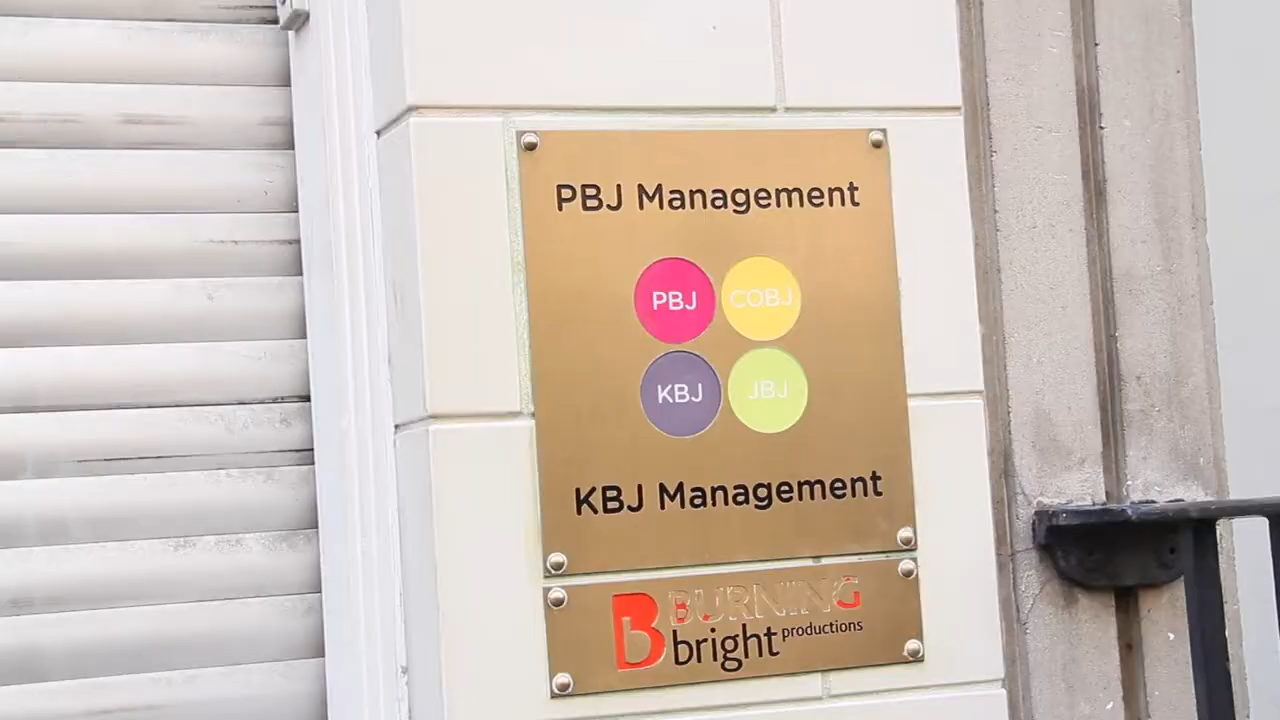 PBJ Management
PBJ
COBJ
KBJ
JBJ
KBJ Management
B BURNING
bright productions